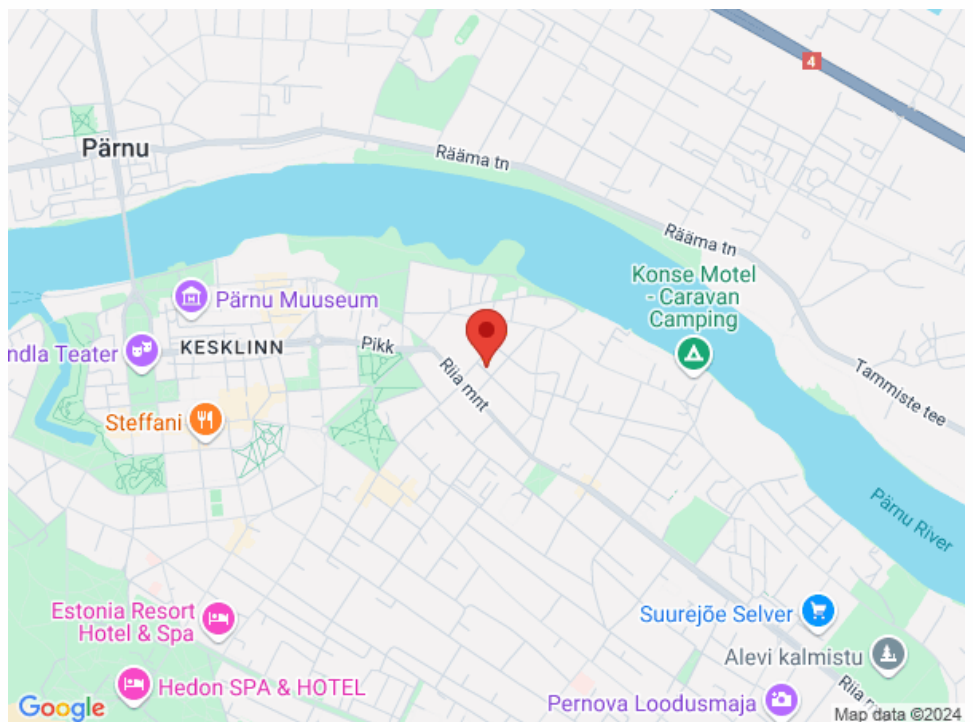 4
Pärnu
Rääma tn
Rääma tn
Konse Motel
- Caravan
Camping
Pärnu Muuseum
ndla Teater
KESKLINN
Pikk
Riia mnt
Tammiste tee
Steffani
Pärnu River
Estonia Resort
Hotel & Spa
Suurejõe Selver
Alevi kalmistu
Hedon SPA & HOTEL
Pernova Loodusmaja
Riia m
Google
Map data ©2024